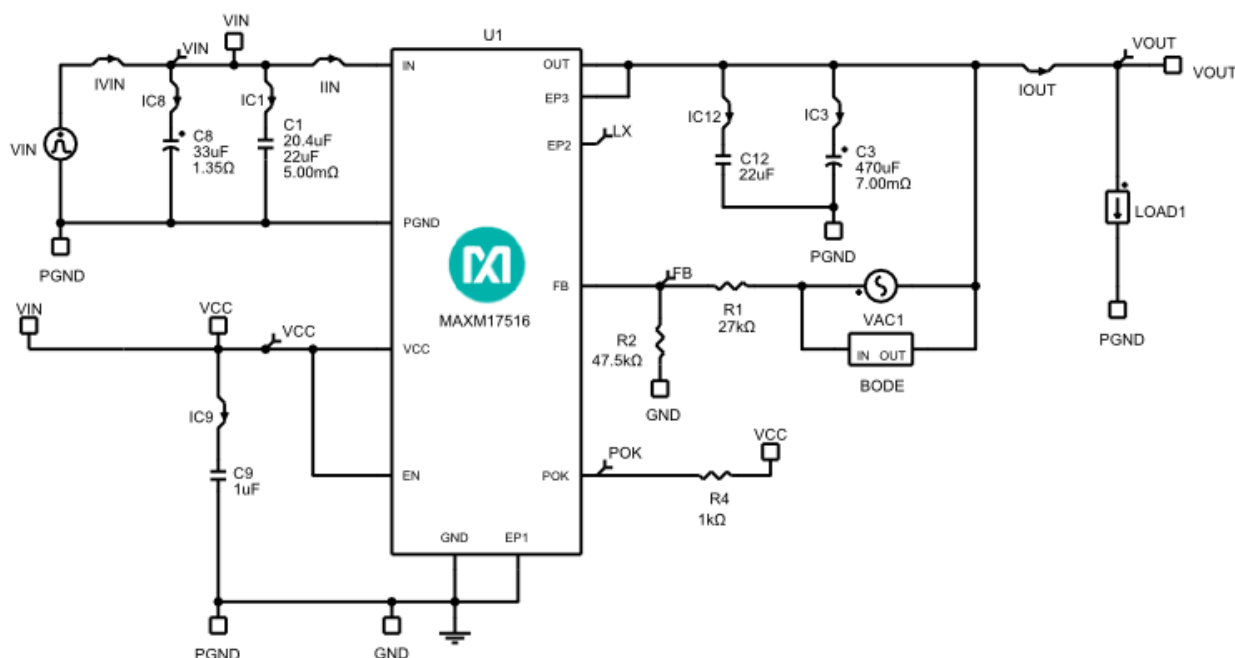 VIN
U1
VIN
IVIN
IIN
IN
OUT
VOUT
VOUT
IOUT
EP3
IC8
IC1
LX
EP2
IC12
IC3
VIN
C8
33uF
1.35Ω
C1
20.4uF
22uF
5.00mΩ
C12
22uF
C3
470uF
7.00mΩ
LOAD1
PGND
PGND
PGND
PGND
FB
FB
R1
27kΩ
VAC1
MAXM17516
VIN
VCC
VCC
VCC
R2
47.5kΩ
IN OUT
BODE
GND
IC9
C9
1uF
EN
POK
POK
VCC
R4
1kΩ
GND
EP1
PGND
GND